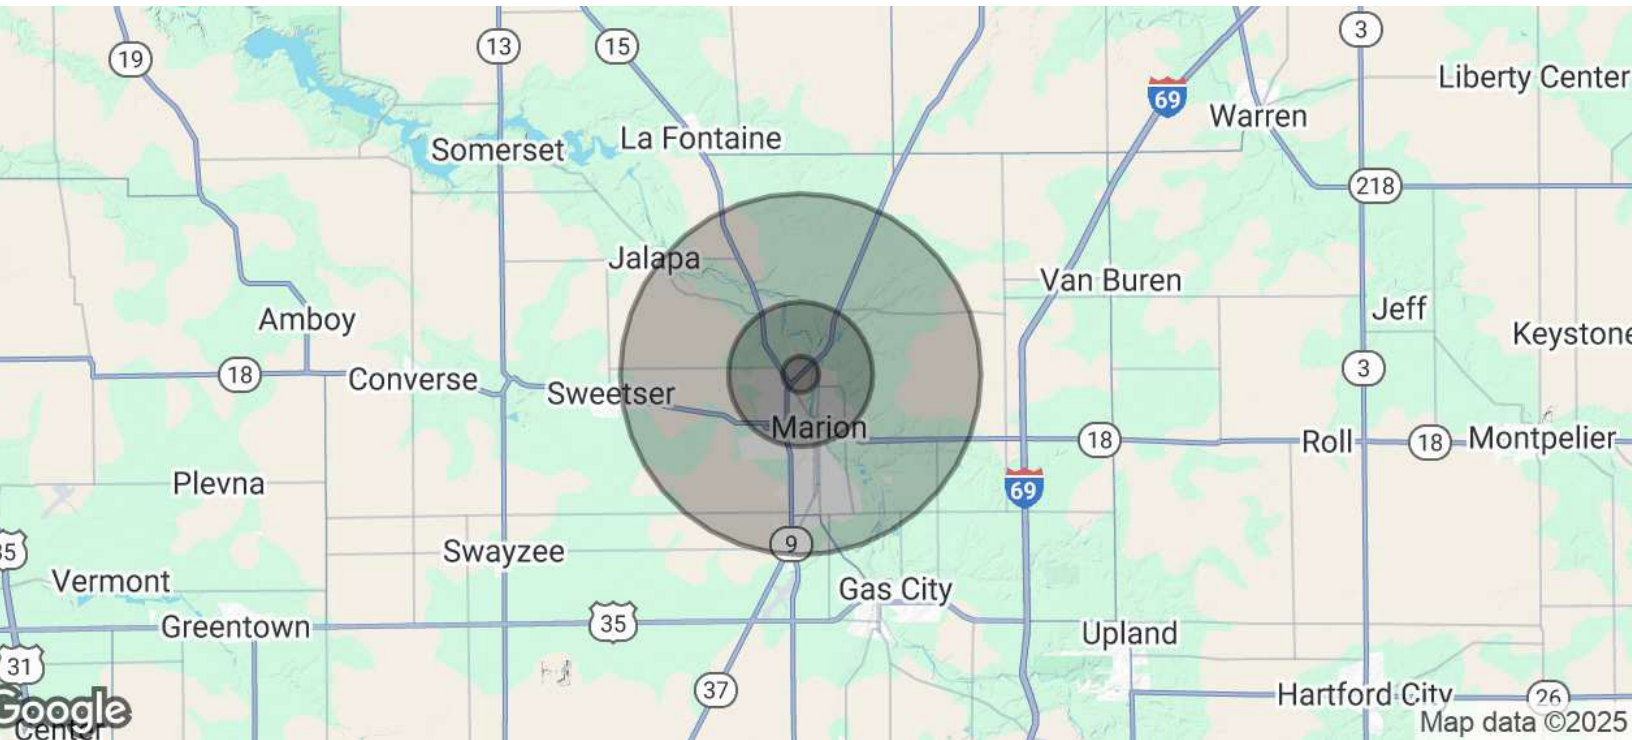 3
13
15
19
Liberty Center
69
Warren
La Fontaine
Somerset
218
Jalapa
Van Buren
Jeff
Amboy
Keystone
3
18
Converse
Sweetser
Marion
18
Roll
18
Montpelier
Plevna
69
9
Swayzee
35
Vermont
Gas City
35
Greentown
Upland
31
37
Hartford City
26
Google
Map data ©2025
Center